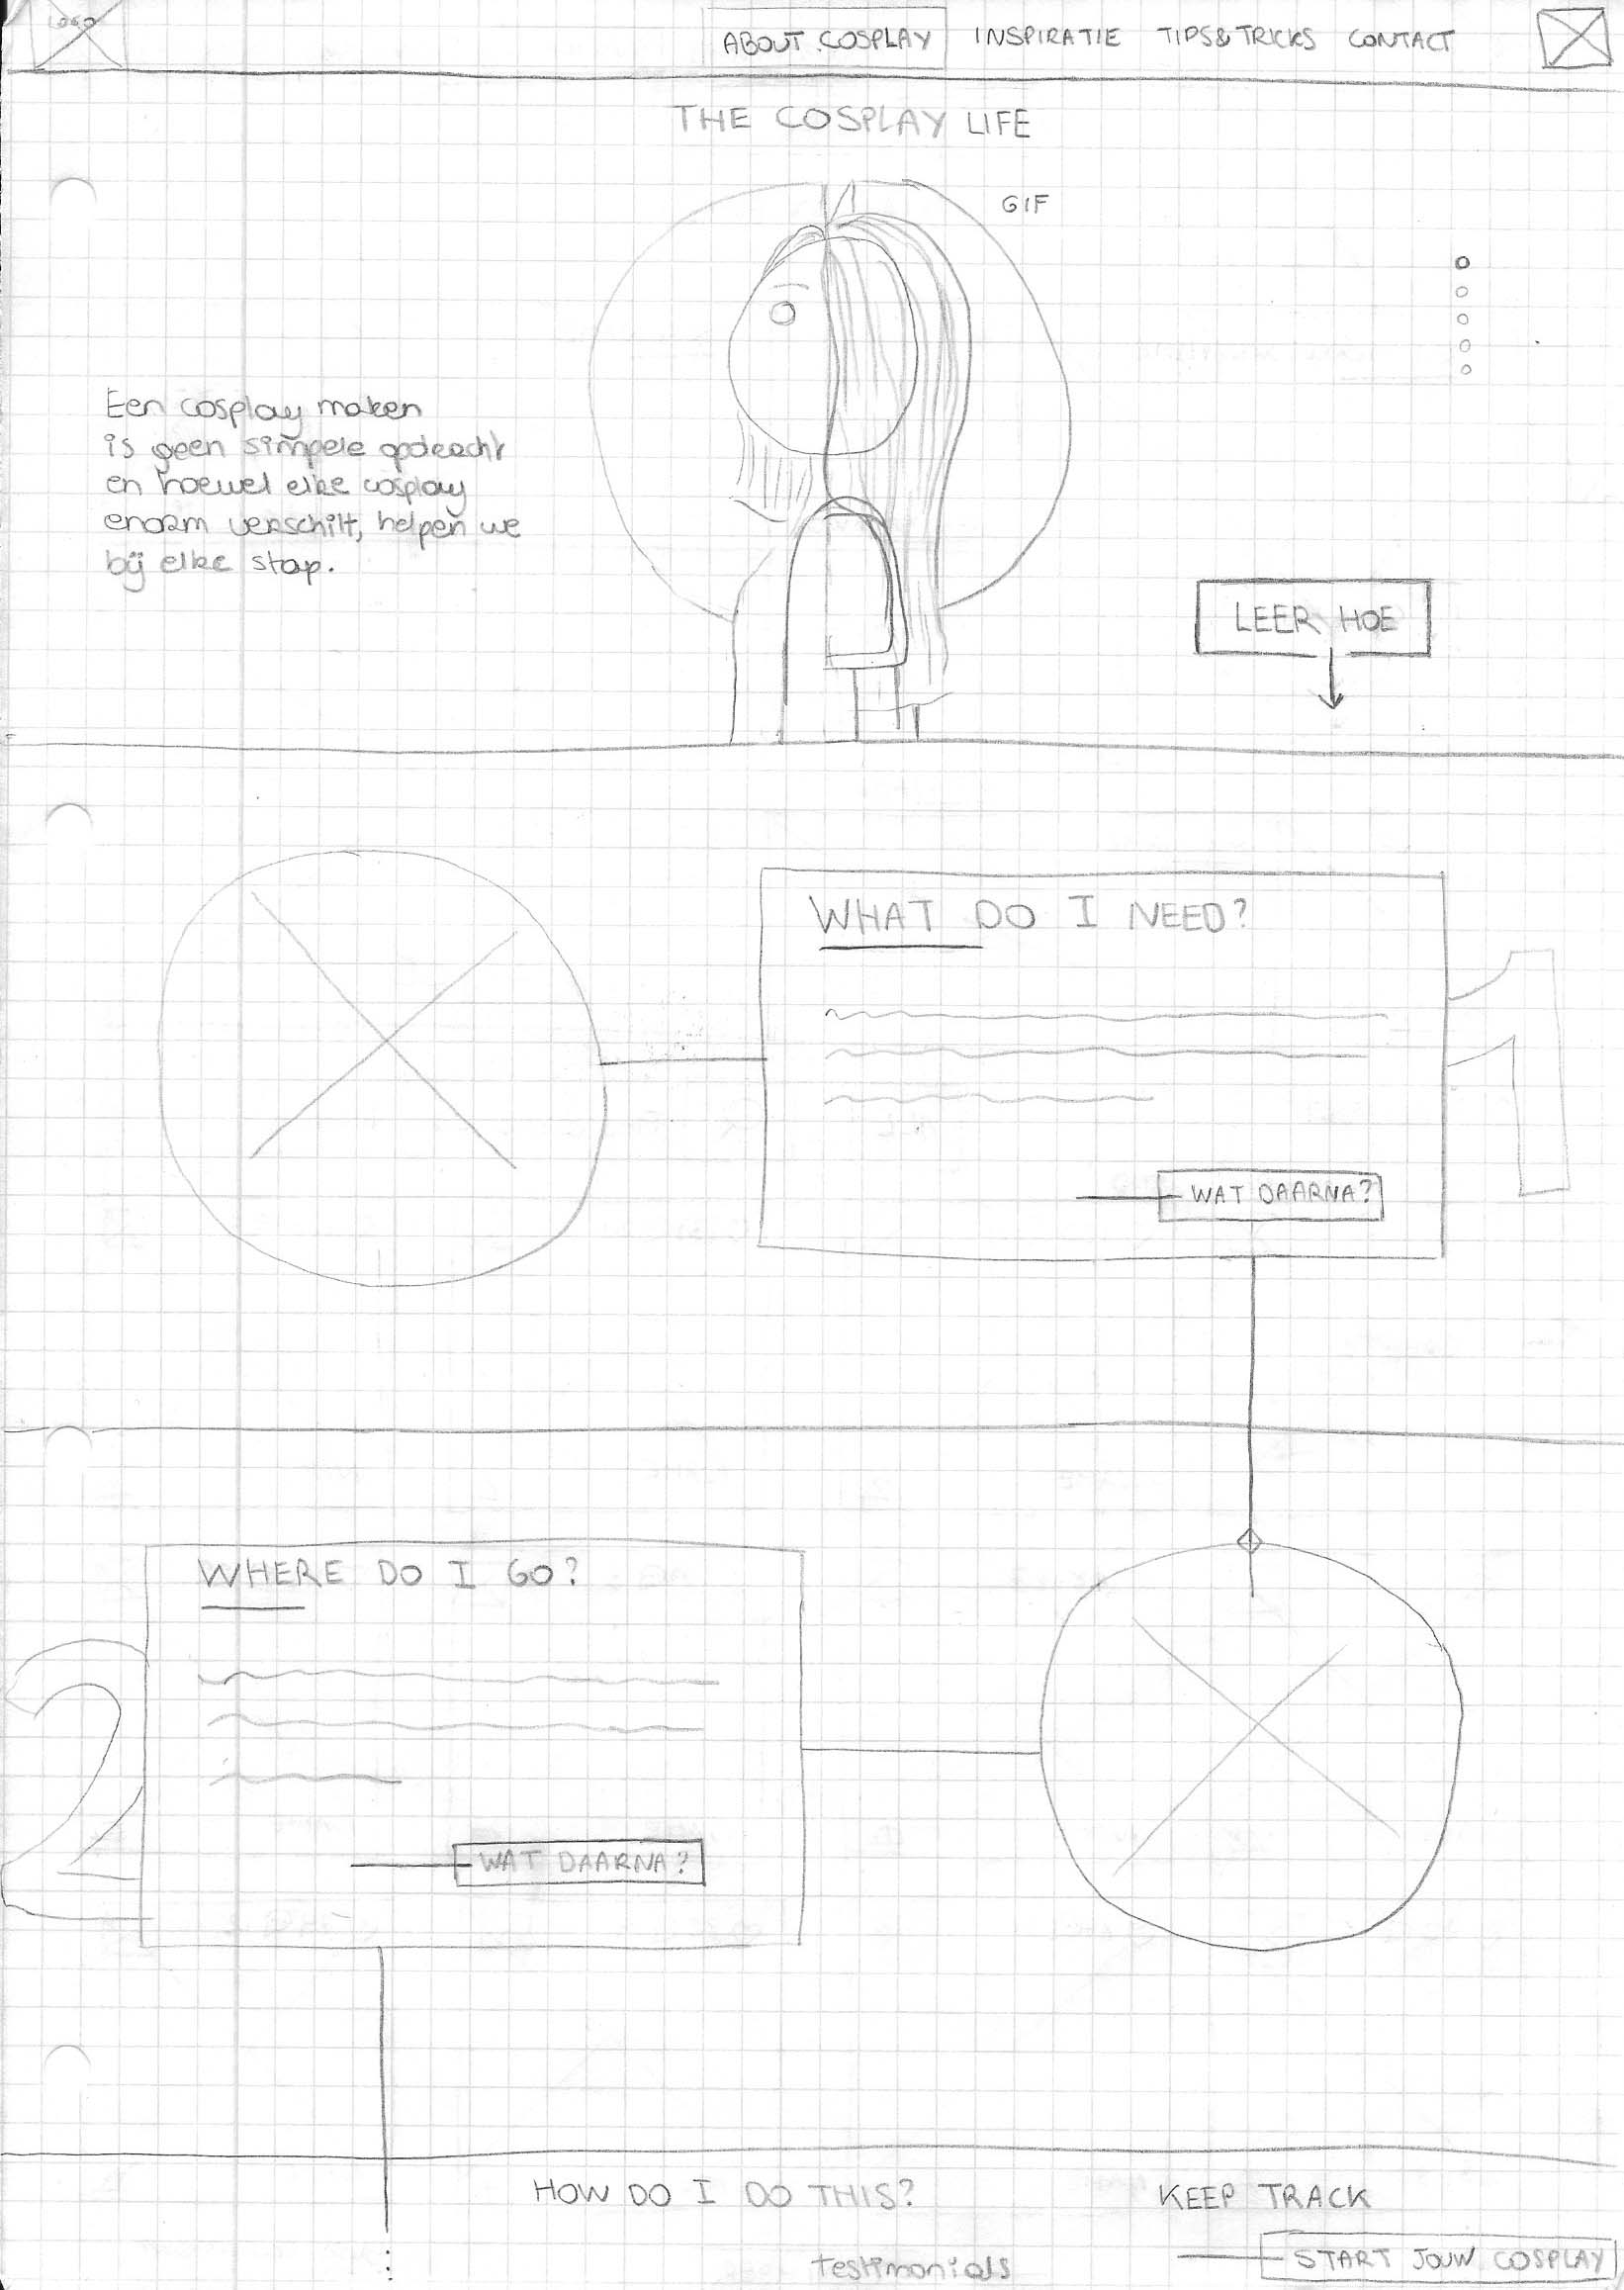 LOGO
ABOUT COSPLAY INSPIRATIE TIPS&TRICKS CONTACT
THE COSPLAY LIFE
GIF
Een cosplay maken
is geen simpele opdracht
en hoewel elke cosplay
enorm verschilt, helpen we
bij elke stap.
LEER HOE
WHAT DO I NEED?
1
WAT DAARNA?
WHERE DO I GO?
2
WAT DAARNA?
HOW DO I DO THIS?
KEEP TRACK
testimonials
START JOUW COSPLAY